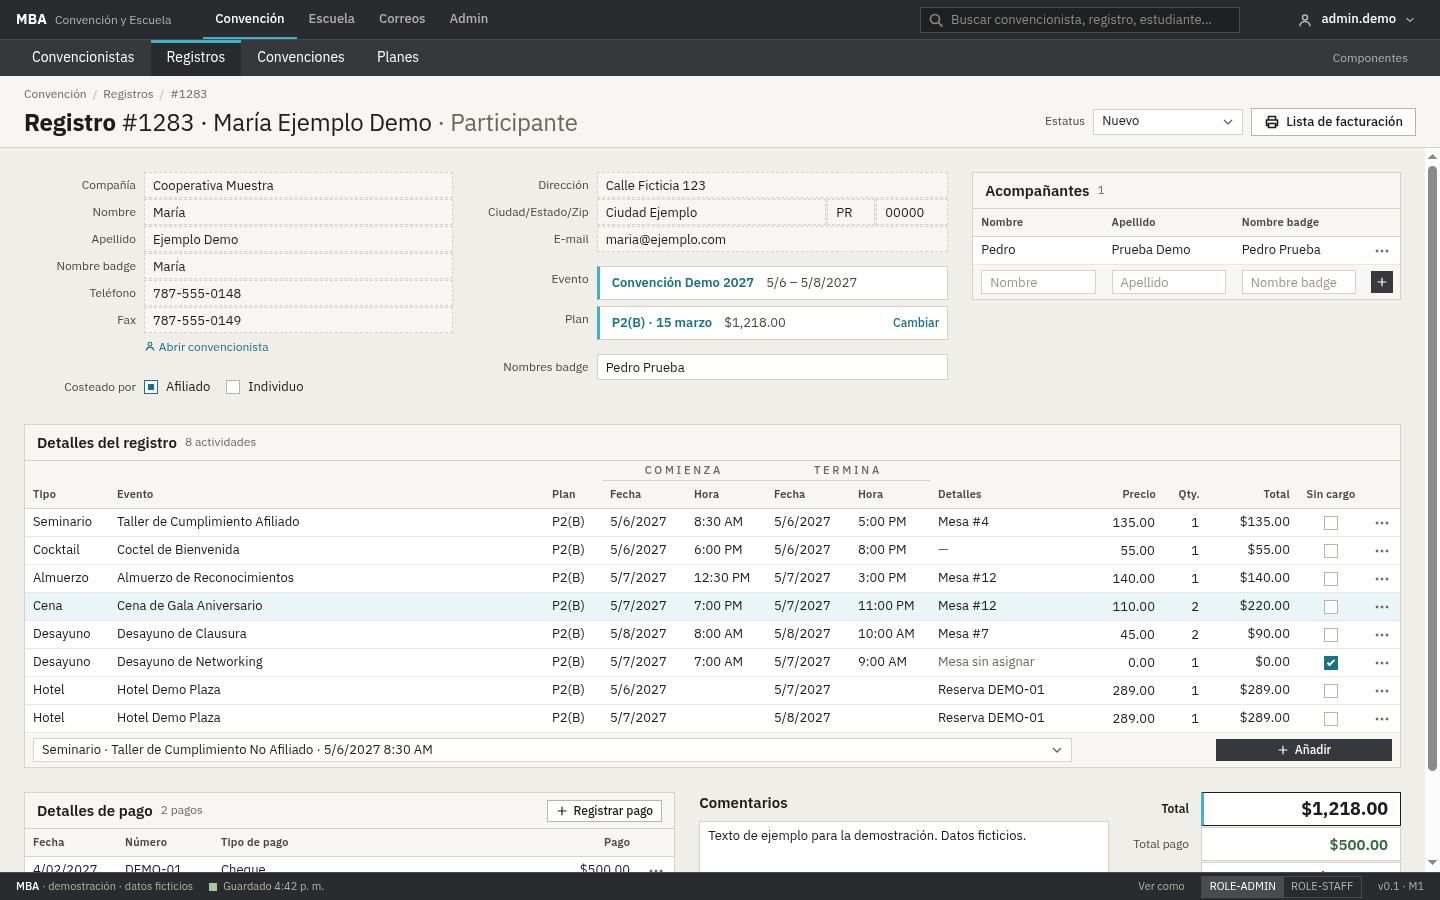 MBA Convención y Escuela Convención Escuela Correos Admin Buscar convencionista, registro, estudiante... admin.demo
Convencionistas Registros Convenciones Planes Componentes
Convención / Registros / #1283
Registro #1283 · María Ejemplo Demo · Participante Estatus Nuevo Lista de facturación
Compañía Cooperativa Muestra
Nombre María
Apellido Ejemplo Demo
Nombre badge María
Teléfono 787-555-0148
Fax 787-555-0149
Abrir convencionista
Costeado por Afiliado Individuo
Dirección Calle Ficticia 123
Ciudad/Estado/Zip Ciudad Ejemplo PR 00000
E-mail maria@ejemplo.com
Evento Convención Demo 2027 5/6 – 5/8/2027
Plan P2(B) · 15 marzo $1,218.00 Cambiar
Nombres badge Pedro Prueba
Acompañantes 1
Nombre Apellido Nombre badge
Pedro Prueba Demo Pedro Prueba
Nombre Apellido Nombre badge
Detalles del registro 8 actividades
COMIENZA TERMINA
Tipo Evento Plan Fecha Hora Fecha Hora Detalles Precio Qty. Total Sin cargo
Seminario Taller de Cumplimiento Afiliado P2(B) 5/6/2027 8:30 AM 5/6/2027 5:00 PM Mesa #4 135.00 1 $135.00
Cocktail Coctel de Bienvenida P2(B) 5/6/2027 6:00 PM 5/6/2027 8:00 PM — 55.00 1 $55.00
Almuerzo Almuerzo de Reconocimientos P2(B) 5/7/2027 12:30 PM 5/7/2027 3:00 PM Mesa #12 140.00 1 $140.00
Cena Cena de Gala Aniversario P2(B) 5/7/2027 7:00 PM 5/7/2027 11:00 PM Mesa #12 110.00 2 $220.00
Desayuno Desayuno de Clausura P2(B) 5/8/2027 8:00 AM 5/8/2027 10:00 AM Mesa #7 45.00 2 $90.00
Desayuno Desayuno de Networking P2(B) 5/7/2027 7:00 AM 5/7/2027 9:00 AM Mesa sin asignar 0.00 1 $0.00
Hotel Hotel Demo Plaza P2(B) 5/6/2027 5/7/2027 Reserva DEMO-01 289.00 1 $289.00
Hotel Hotel Demo Plaza P2(B) 5/7/2027 5/8/2027 Reserva DEMO-01 289.00 1 $289.00
Seminario · Taller de Cumplimiento No Afiliado · 5/6/2027 8:30 AM + Añadir
Detalles de pago 2 pagos + Registrar pago
Fecha Número Tipo de pago Pago
4/02/2027 DEMO-01 Cheque $500.00
Comentarios
Texto de ejemplo para la demostración. Datos ficticios.
Total $1,218.00
Total pago $500.00
MBA · demostración · datos ficticios Guardado 4:42 p. m. Ver como ROLE-ADMIN ROLE-STAFF v0.1 · M1